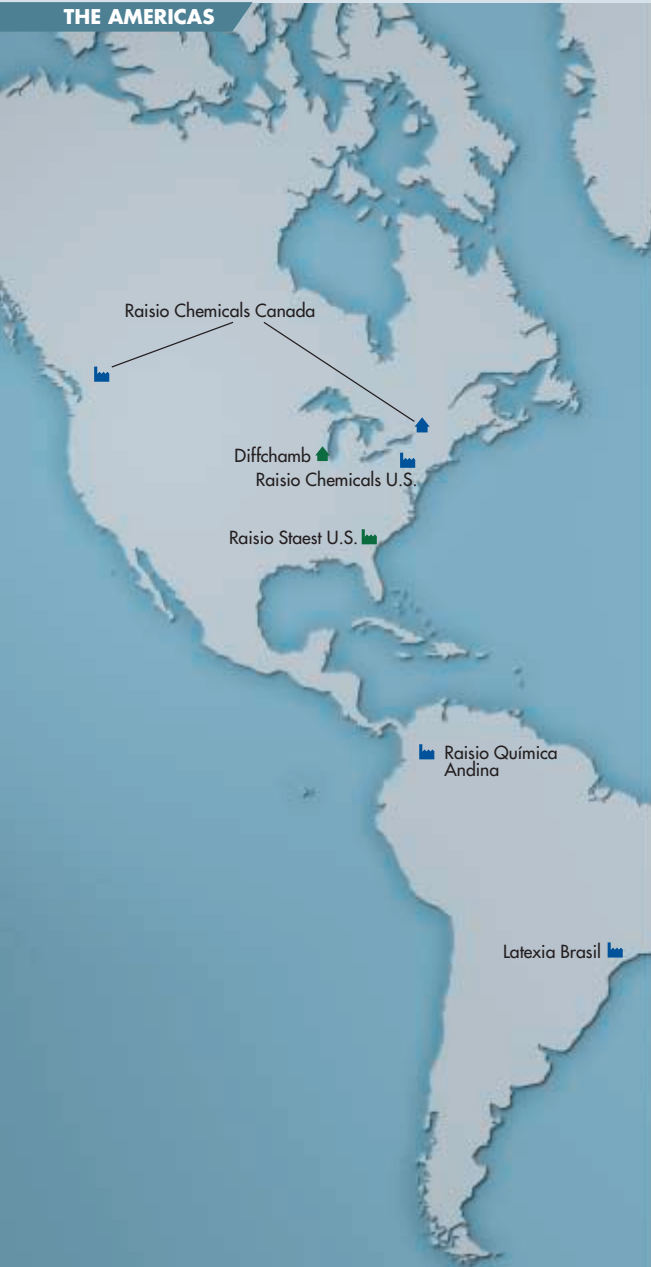 THE AMERICAS
Raisio Chemicals Canada
Diffchamb
Raisio Chemicals U.S.
Raisio Staest U.S.
Raisio Química
Andina
Latexia Brasil